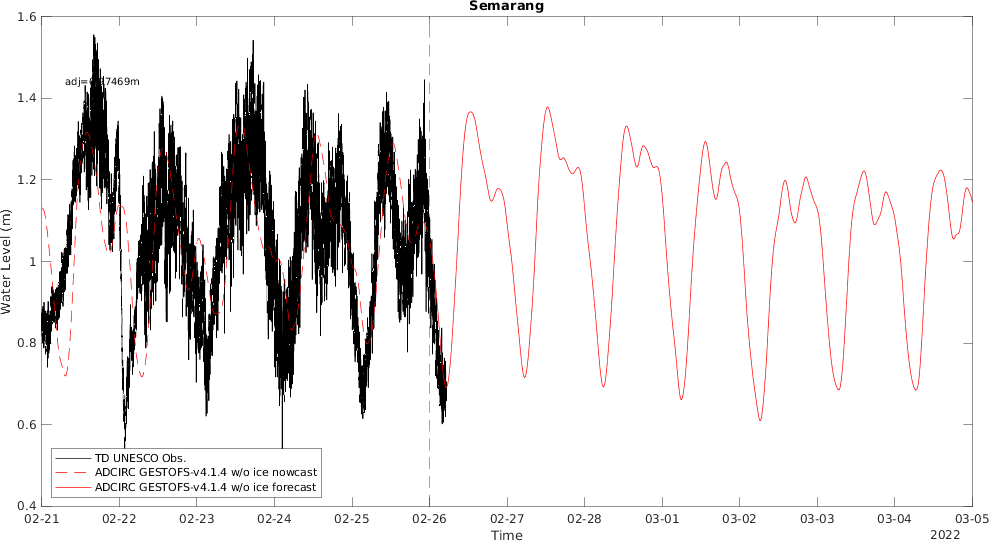 Semarang
1.6
1.4
1.2
1
0.8
0.6
0.4
Water Level (m)
TD UNESCO Obs.
ADCIRC GESTOFS-v4.1.4 w/o ice nowcast
ADCIRC GESTOFS-v4.1.4 w/o ice forecast
02-21 02-22 02-23 02-24 02-25 02-26 02-27 02-28 03-01 03-02 03-03 03-04 03-05
Time
2022